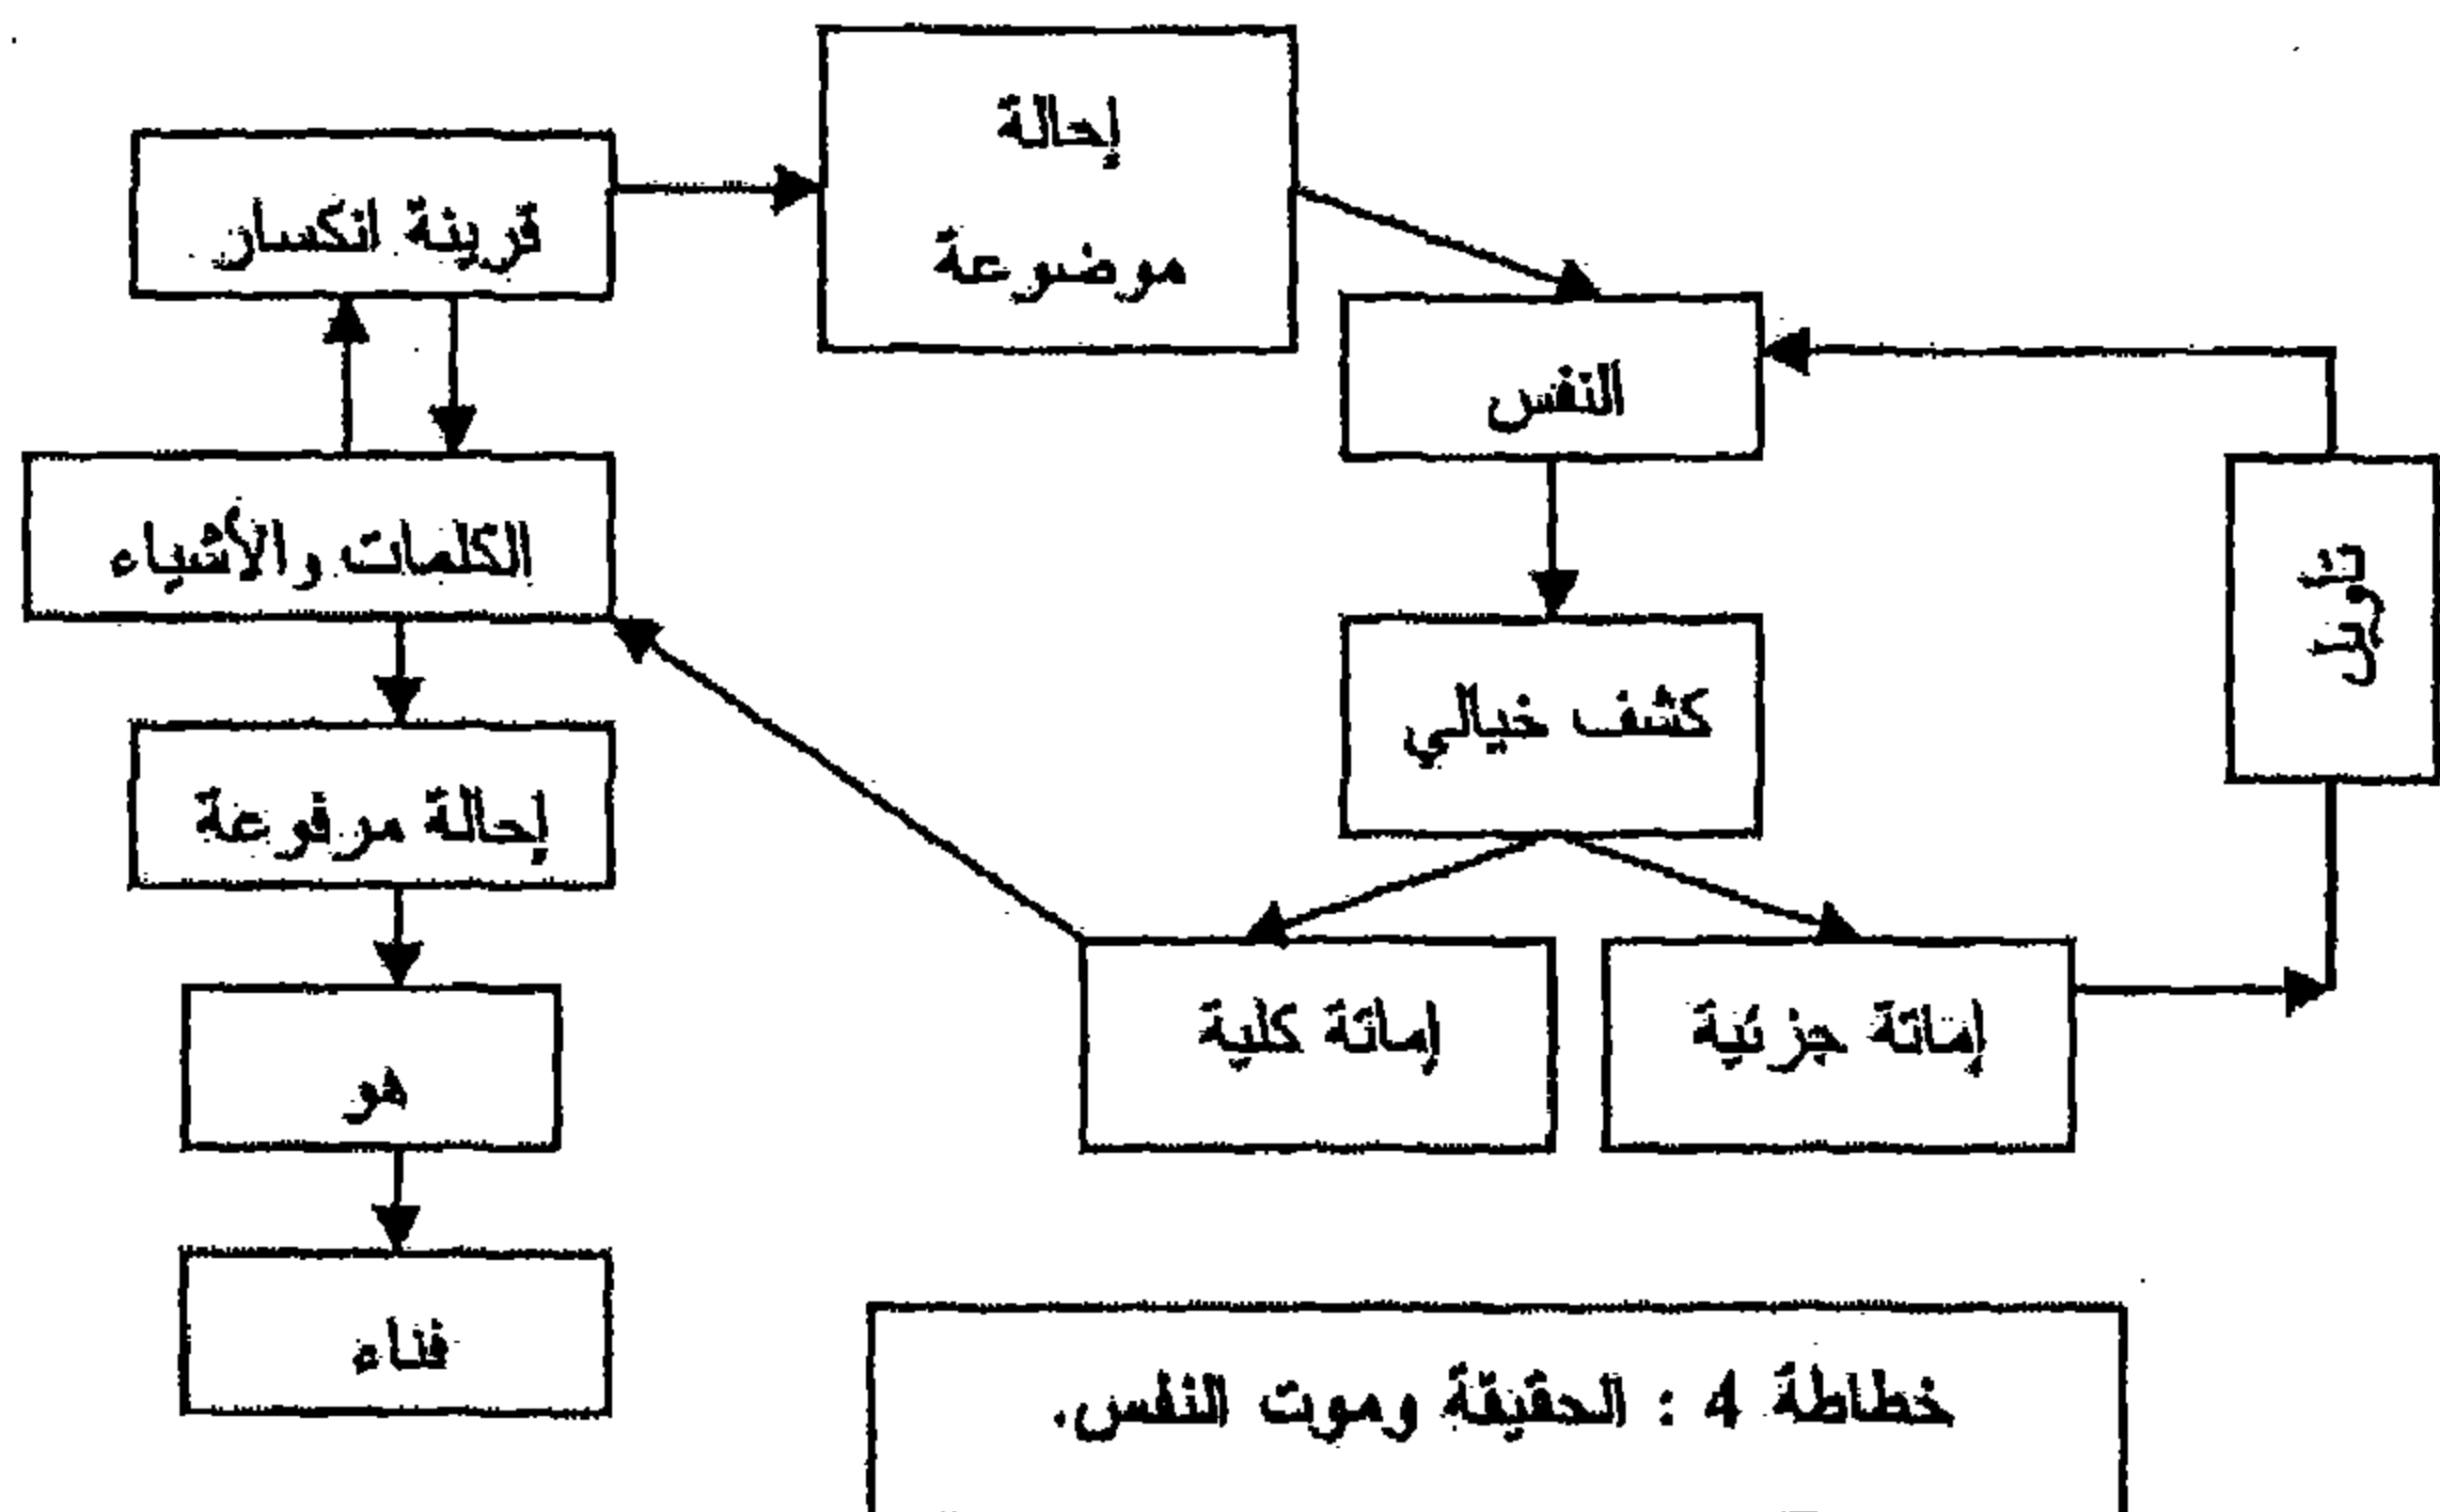 إحالة
موضوعة
قرينة انكسار
النفس
الكلمات والأشياء
كشف خيالي
إحالة مرفوعة
إماتة جزئية
إماتة كلية
هو
فناء
خطاطة 4 : الحقيقة وموت النفس.